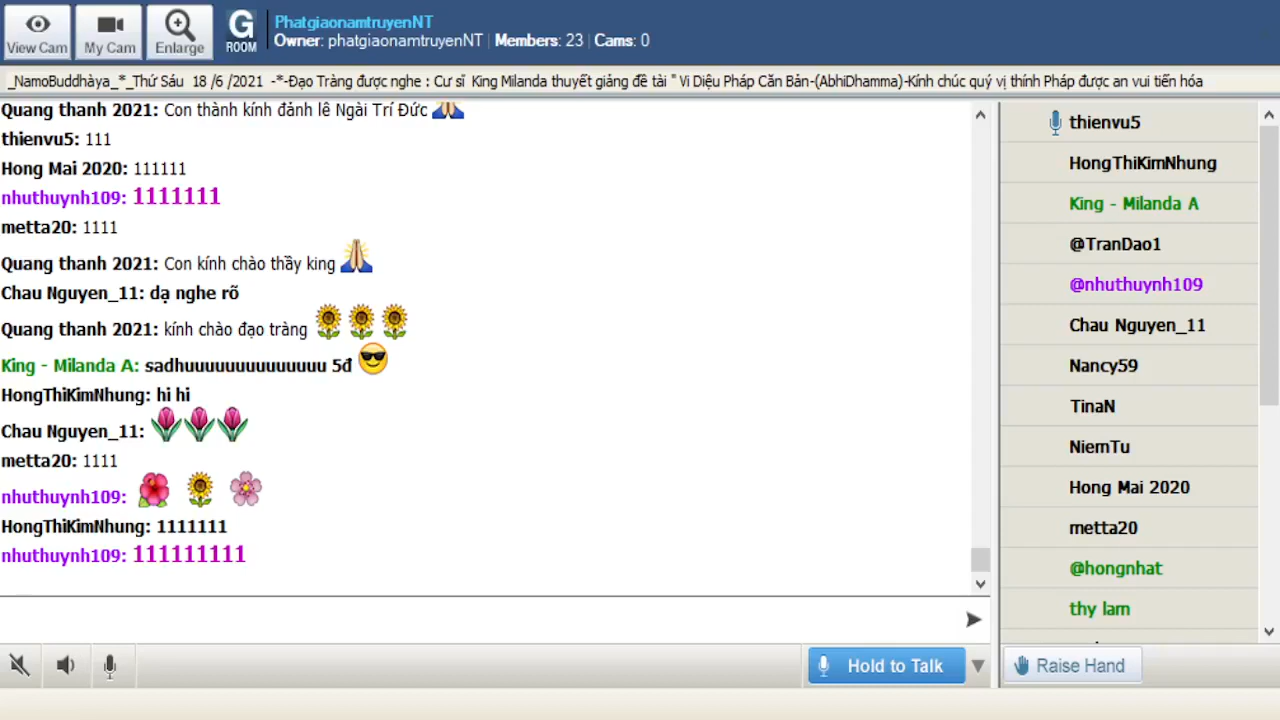 View Cam
My Cam
Enlarge
G
ROOM
PhatgiaonamtruyenNT
Owner: phatgiaonamtruyenNT | Members: 23 | Cams: 0
_NamoBuddhàya_*_Thứ Sáu 18 /6 /2021 -*-Đạo Tràng được nghe : Cư sĩ King Milanda thuyết giảng đề tài " Vi Diệu Pháp Căn Bản-(AbhiDhamma)-Kính chúc quý vị thính Pháp được an vui tiến hóa
Quang thanh 2021: Con thành kính đảnh lê Ngài Trí Đức
thienvu5: 111
Hong Mai 2020: 111111
nhuthuynh109: 1111111
metta20: 1111
Quang thanh 2021: Con kính chào thầy king
Chau Nguyen_11: dạ nghe rõ
Quang thanh 2021: kính chào đạo tràng
King - Milanda A: sadhuuuuuuuuuuuuuuu 5đ
HongThiKimNhung: hi hi
Chau Nguyen_11:
metta20: 1111
nhuthuynh109:
HongThiKimNhung: 1111111
nhuthuynh109: 111111111
thienvu5
HongThiKimNhung
King - Milanda A
@TranDao1
@nhuthuynh109
Chau Nguyen_11
Nancy59
TinaN
NiemTu
Hong Mai 2020
metta20
@hongnhat
thy lam
Hold to Talk
Raise Hand